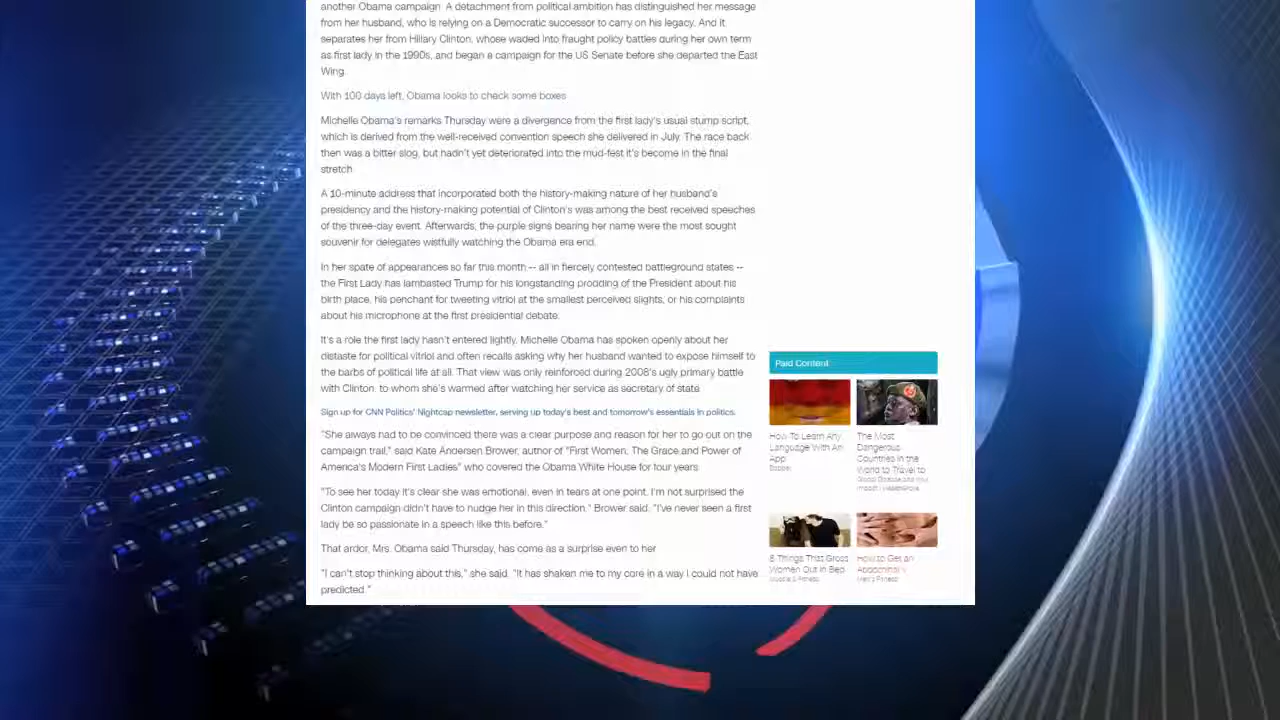 another Obama campaign. A detachment from political ambition has distinguished her message
from her husband, who is relying on a Democratic successor to carry on his legacy. And it
separates her from Hillary Clinton, whose waded into fraught policy battles during her own term
as first lady in the 1990s, and began a campaign for the US Senate before she departed the East
Wing.
With 100 days left, Obama looks to check some boxes
Michelle Obama's remarks Thursday were a divergence from the first lady's usual stump script,
which is derived from the well-received convention speech she delivered in July. The race back
then was a bitter slog, but hadn't yet deteriorated into the mud-fest it's become in the final
stretch.
A 10-minute address that incorporated both the history-making nature of her husband's
presidency and the history-making potential of Clinton's was among the best received speeches
of the three-day event. Afterwards, the purple signs bearing her name were the most sought
souvenir for delegates wistfully watching the Obama era end.
In her spate of appearances so far this month -- all in fiercely contested battleground states --
the First Lady has lambasted Trump for his longstanding prodding of the President about his
birth place, his penchant for tweeting vitriol at the smallest perceived slights, or his complaints
about his microphone at the first presidential debate.
It's a role the first lady hasn't entered lightly. Michelle Obama has spoken openly about her
distaste for political vitriol and often recalls asking why her husband wanted to expose himself to
the barbs of political life at all. That view was only reinforced during 2008's ugly primary battle
with Clinton, to whom she's warmed after watching her service as secretary of state.
Sign up for CNN Politics' Nightcap newsletter, serving up today's best and tomorrow's essentials in politics.
"She always had to be convinced there was a clear purpose and reason for her to go out on the
campaign trail," said Kate Andersen Brower, author of "First Women: The Grace and Power of
America's Modern First Ladies" who covered the Obama White House for four years.
"To see her today it's clear she was emotional, even in tears at one point. I'm not surprised the
Clinton campaign didn't have to nudge her in this direction." Brower said. "I've never seen a first
lady be so passionate in a speech like this before."
That ardor, Mrs. Obama said Thursday, has come as a surprise even to her.
"I can't stop thinking about this," she said. "It has shaken me to my core in a way I could not have
predicted."
Paid Content
How To Learn Any
Language With An
App
Babbel
The Most
Dangerous
Countries in the
World to Travel to
Global Disease and Your
Impact | HealthGrove
8 Things That Gross
Women Out in Bed
Muscle & Fitness
How to Get an
Men's Fitness